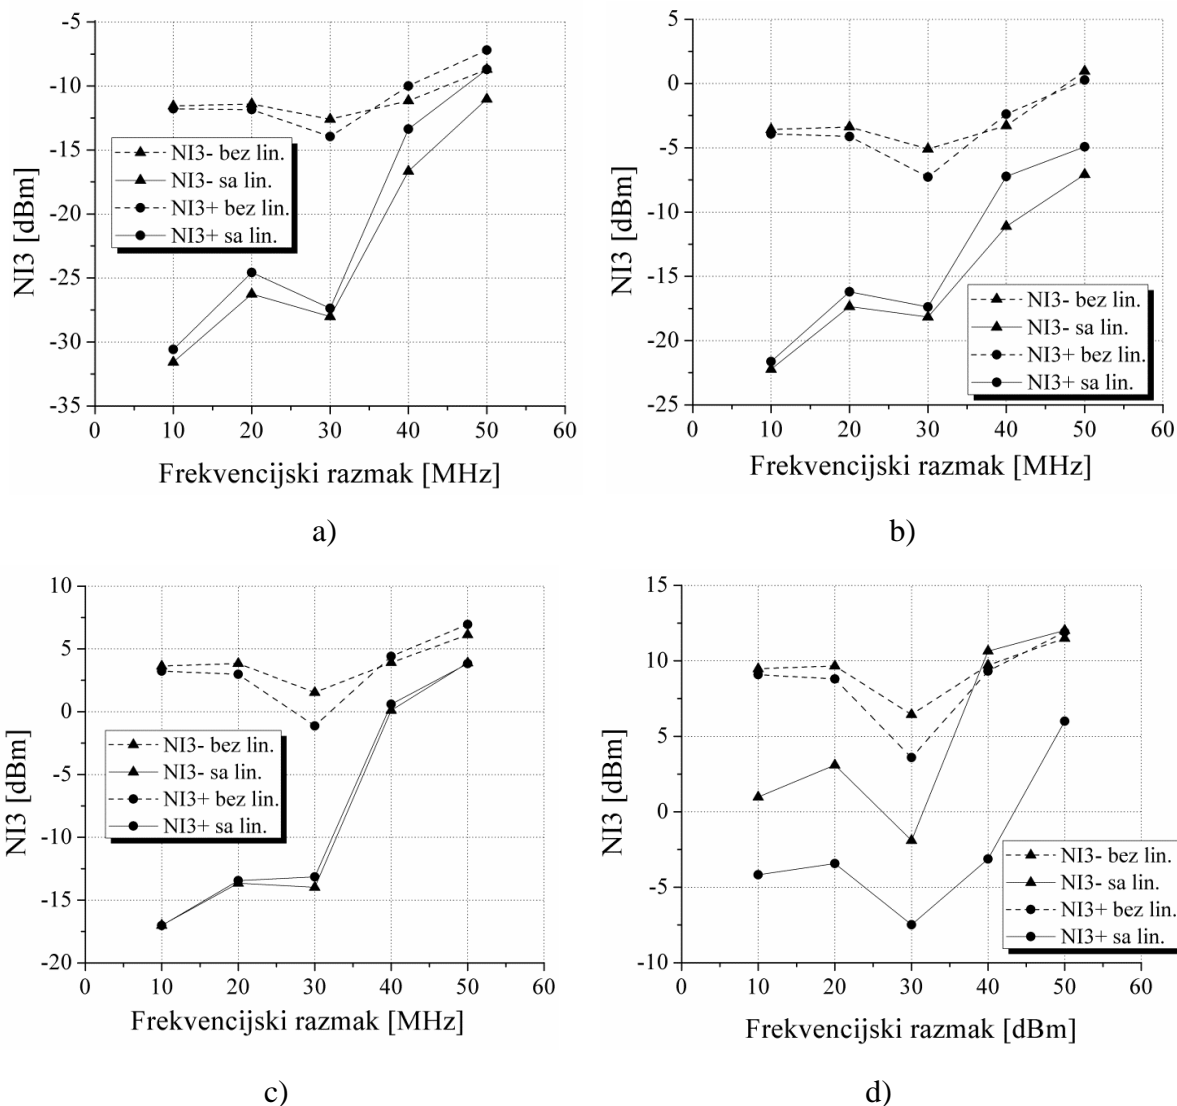 -5
-10
-15
-20
-25
-30
-35
NI3 [dBm]
NI3- bez lin.
NI3- sa lin.
NI3+ bez lin.
NI3+ sa lin.
0 10 20 30 40 50 60
Frekvencijski razmak [MHz]
a)
5
0
-5
-10
-15
-20
-25
NI3 [dBm]
NI3- bez lin.
NI3- sa lin.
NI3+ bez lin.
NI3+ sa lin.
0 10 20 30 40 50 60
Frekvencijski razmak [MHz]
b)
10
5
0
-5
-10
-15
-20
NI3 [dBm]
NI3- bez lin.
NI3- sa lin.
NI3+ bez lin.
NI3+ sa lin.
0 10 20 30 40 50 60
Frekvencijski razmak [MHz]
c)
15
10
5
0
-5
-10
NI3 [dBm]
NI3- bez lin.
NI3- sa lin.
NI3+ bez lin.
NI3+ sa lin.
0 10 20 30 40 50 60
Frekvencijski razmak [dBm]
d)